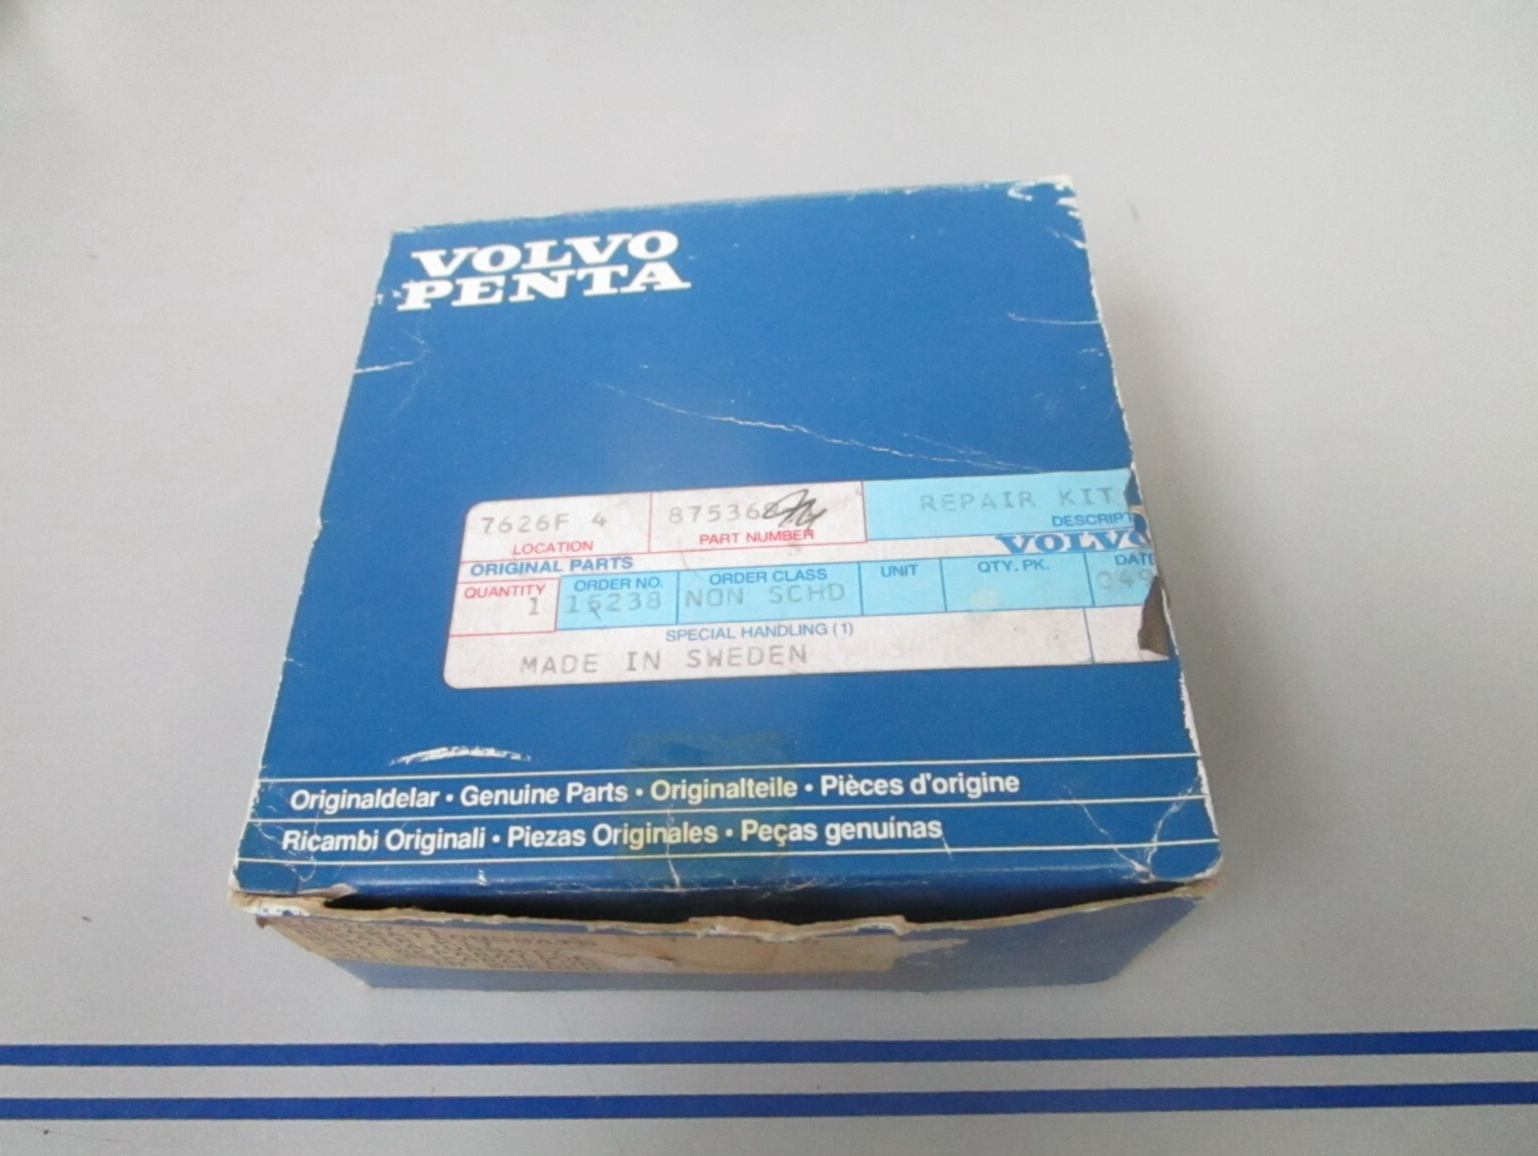 VOLVO
PENTA
7626F 4
REPAIR KIT
LOCATION
PART NUMBER
ORIGINAL PARTS
VOLVO
QUANTITY
ORDER NO.
ORDER CLASS
UNIT
QTY. PK.
DATE
1
16238
NON SCHD
SPECIAL HANDLING (1)
MADE IN SWEDEN
Originaldelar • Genuine Parts • Originalteile • Pièces d'origine
Ricambi Originali • Piezas Originales • Peças genuínas